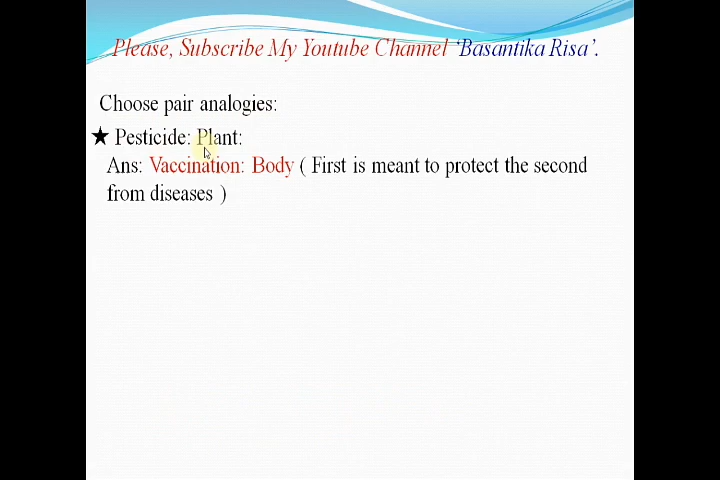 Please, Subscribe My Youtube Channel ‘Basantika Risa’.
Choose pair analogies:
★ Pesticide: Plant:
Ans: Vaccination: Body ( First is meant to protect the second
from diseases )